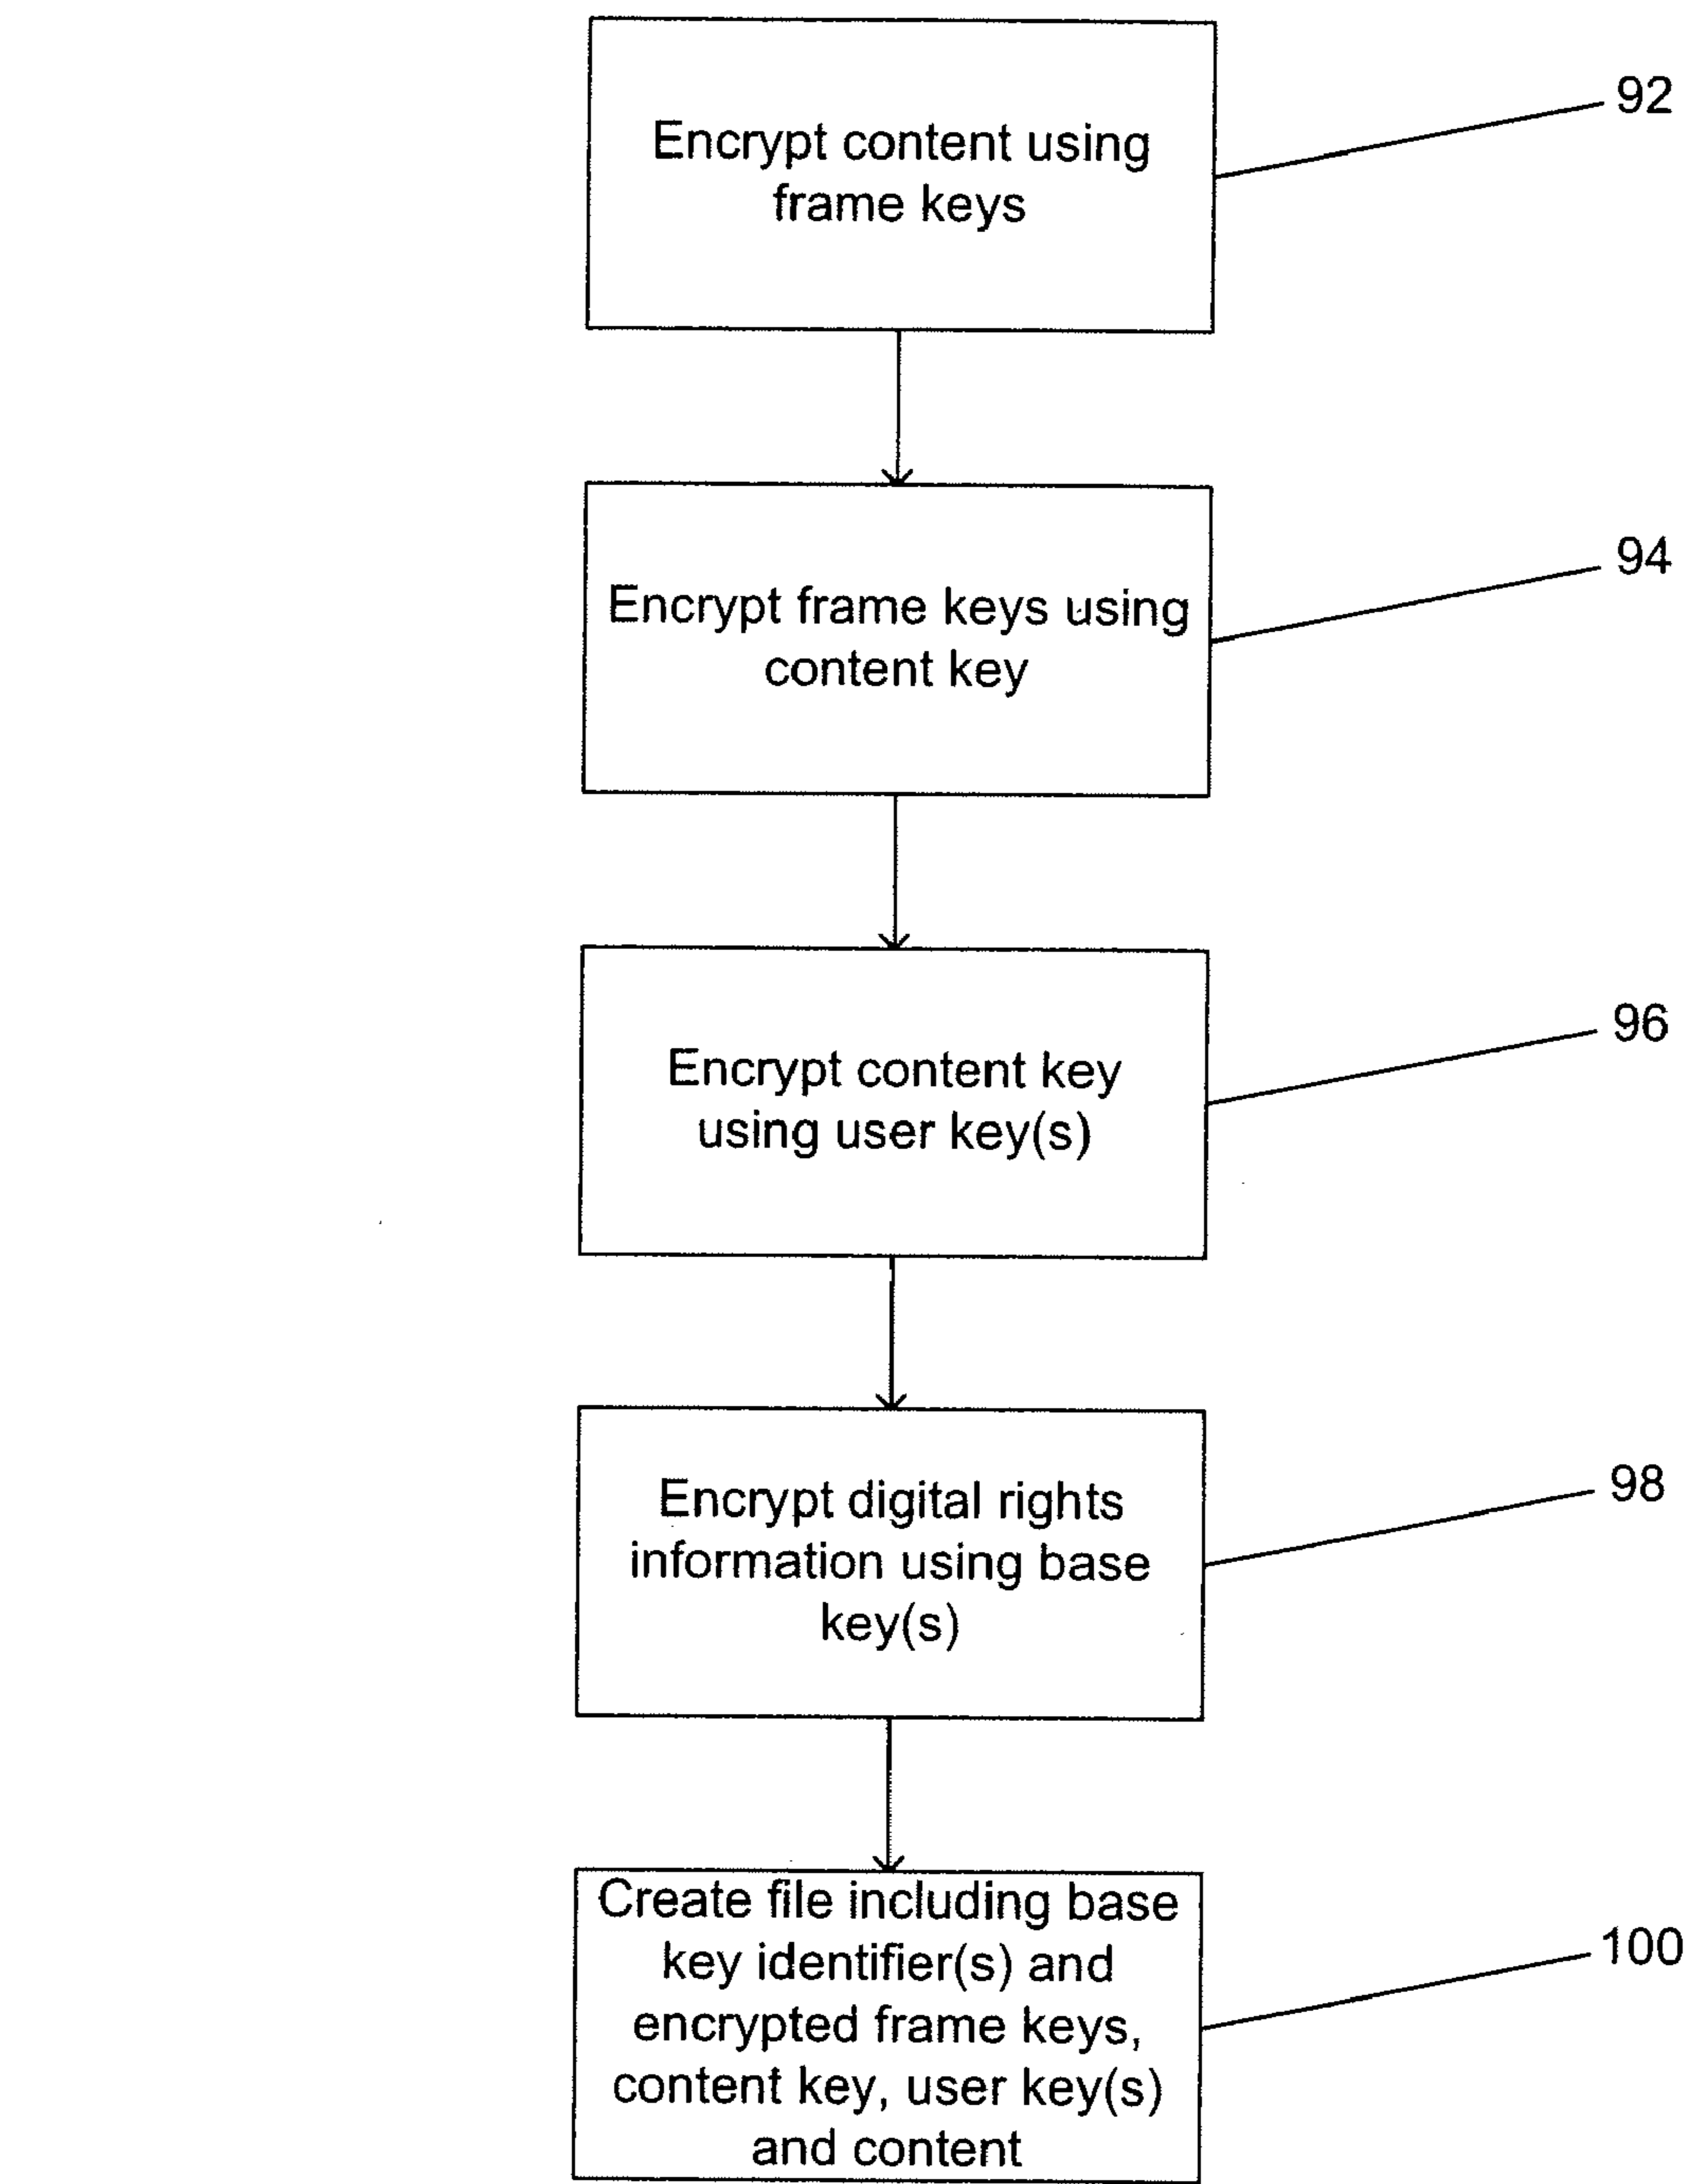 Encrypt content using
frame keys
92
Encrypt frame keys using
content key
94
Encrypt content key
using user key(s)
96
Encrypt digital rights
information using base
key(s)
98
Create file including base
key identifier(s) and
encrypted frame keys,
content key, user key(s)
and content
100